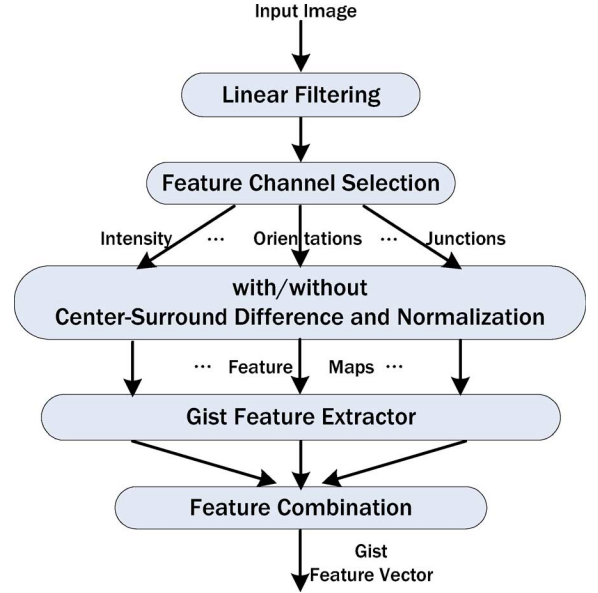 Input Image
Linear Filtering
Feature Channel Selection
Intensity ... Orientations ... Junctions
with/without
Center-Surround Difference and Normalization
... Feature Maps ...
Gist Feature Extractor
Feature Combination
Gist
Feature Vector